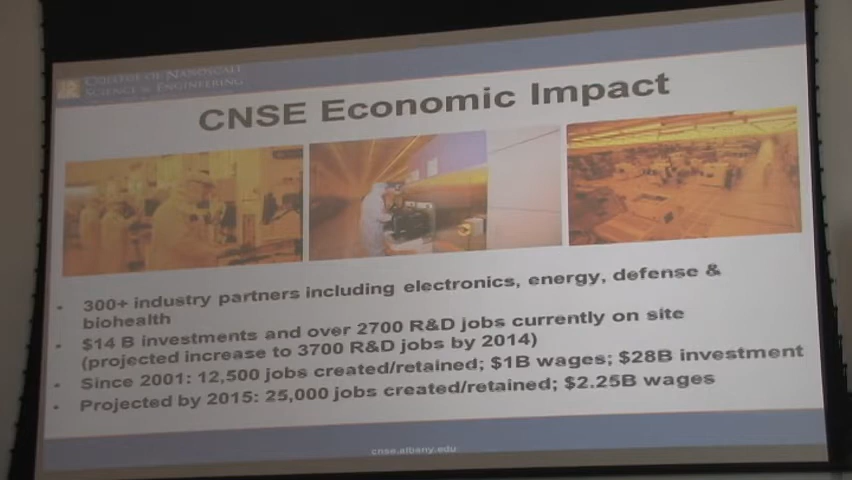 COLLEGE OF NANOSCALE
SCIENCE & ENGINEERING
CNSE Economic Impact
• 300+ industry partners including electronics, energy, defense &
biohealth
• $14 B investments and over 2700 R&D jobs currently on site
(projected increase to 3700 R&D jobs by 2014)
• Since 2001: 12,500 jobs created/retained; $1B wages; $28B investment
• Projected by 2015: 25,000 jobs created/retained; $2.25B wages
cnse.albany.edu